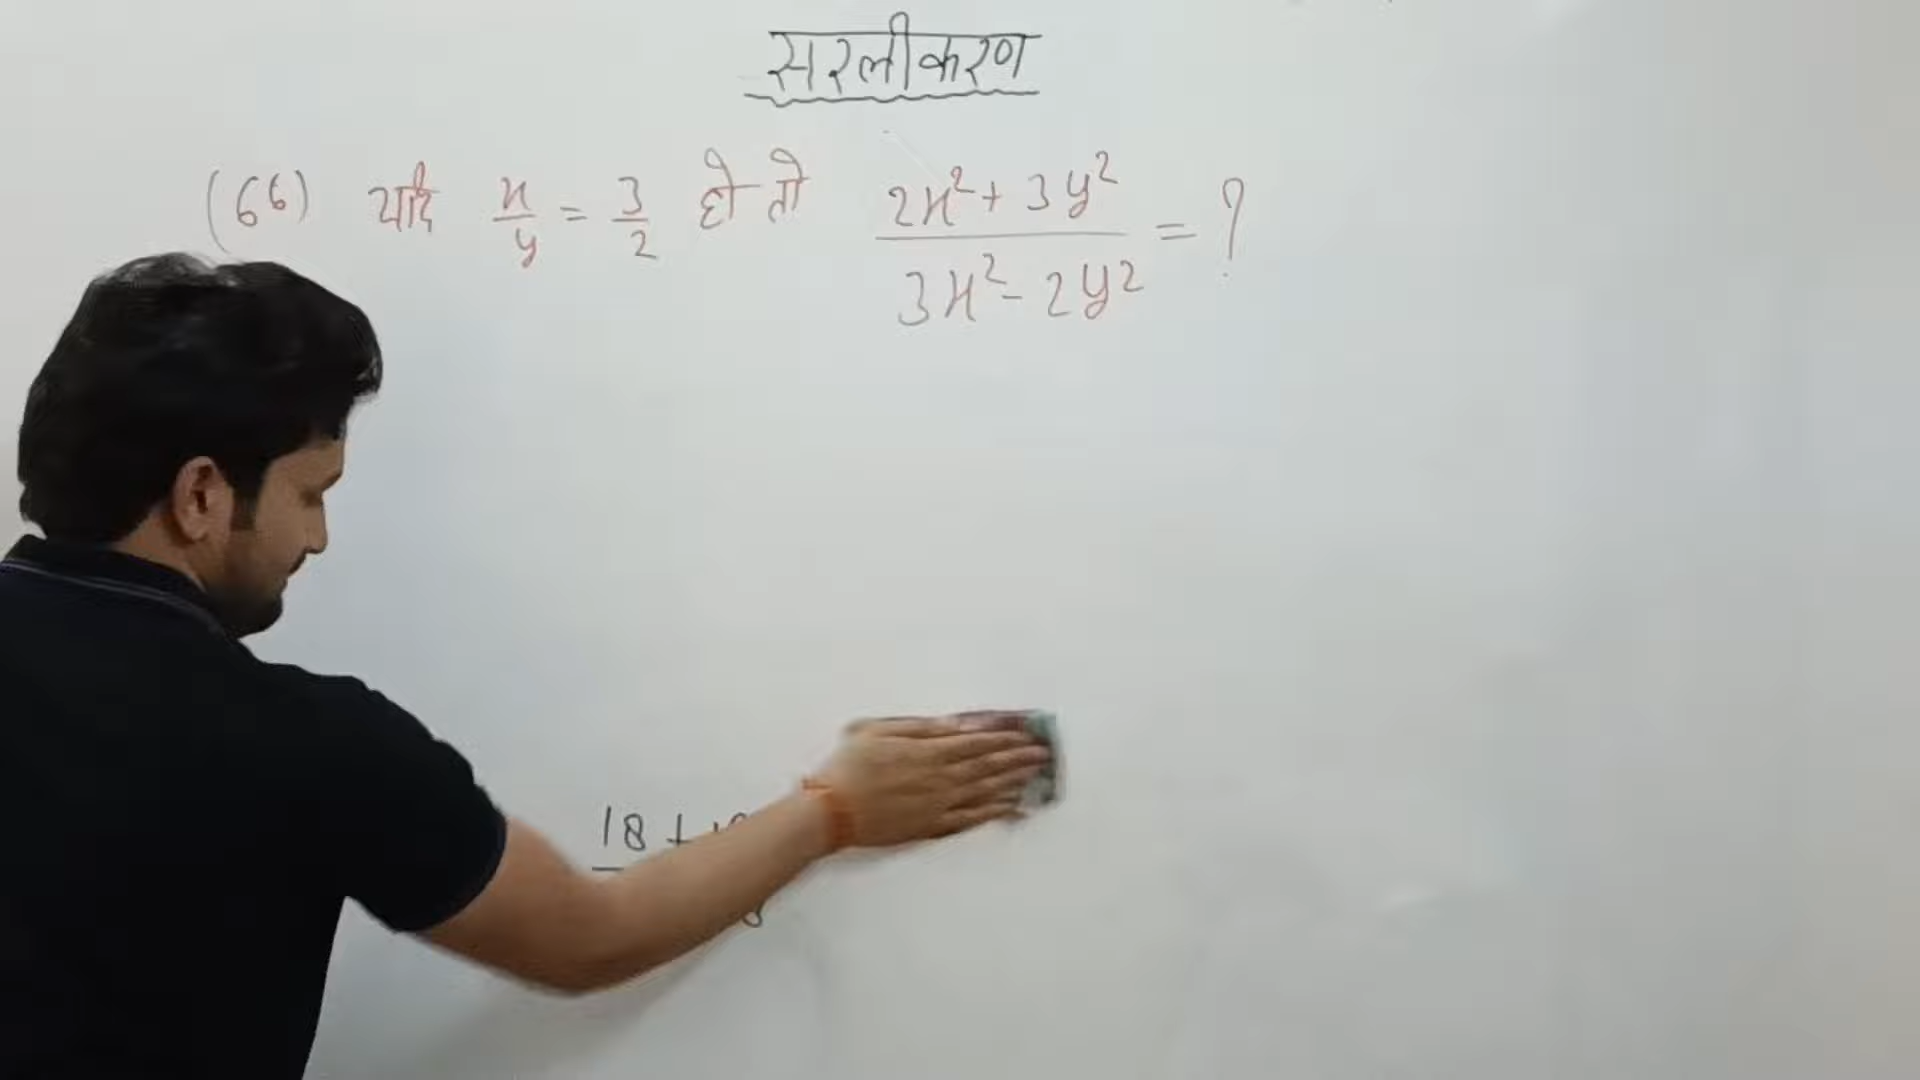 सरलीकरण
(66) यदि x/y = 3/2 हो तो (2x² + 3y²)/(3x² - 2y²) = ?
18 +